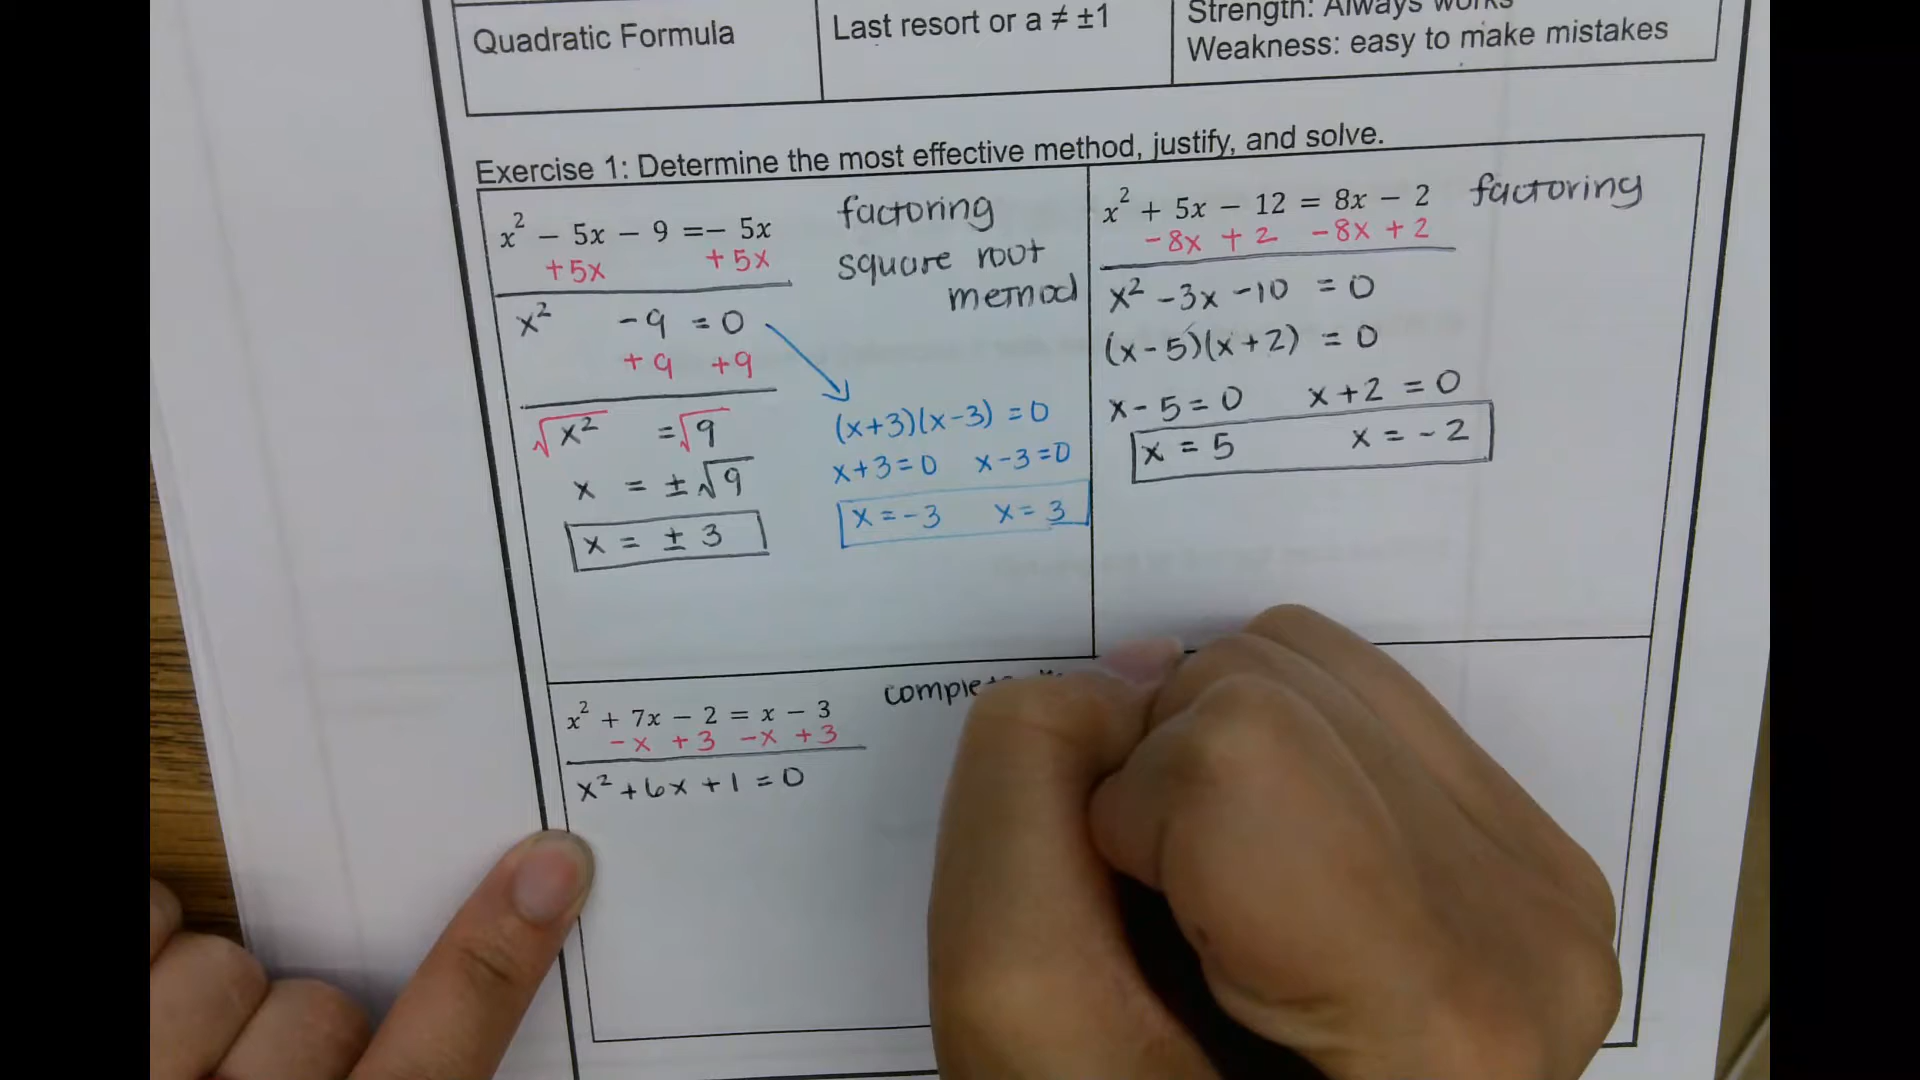 Quadratic Formula
Last resort or a ≠ ±1
Strength: Always works
Weakness: easy to make mistakes
Exercise 1: Determine the most effective method, justify, and solve.
x² − 5x − 9 =− 5x
+5x +5x
x² -9 = 0
+9 +9
√x² = √9
x = ±√9
x = ± 3
factoring
square root
method
(x+3)(x-3) = 0
x+3=0 x-3=0
x=-3 x=3
x² + 5x − 12 = 8x − 2
-8x +2 -8x +2
x² -3x -10 = 0
(x-5)(x+2) = 0
x-5=0 x+2=0
x = 5 x = -2
factoring
x² + 7x − 2 = x − 3
-x +3 -x +3
x² +6x +1 = 0